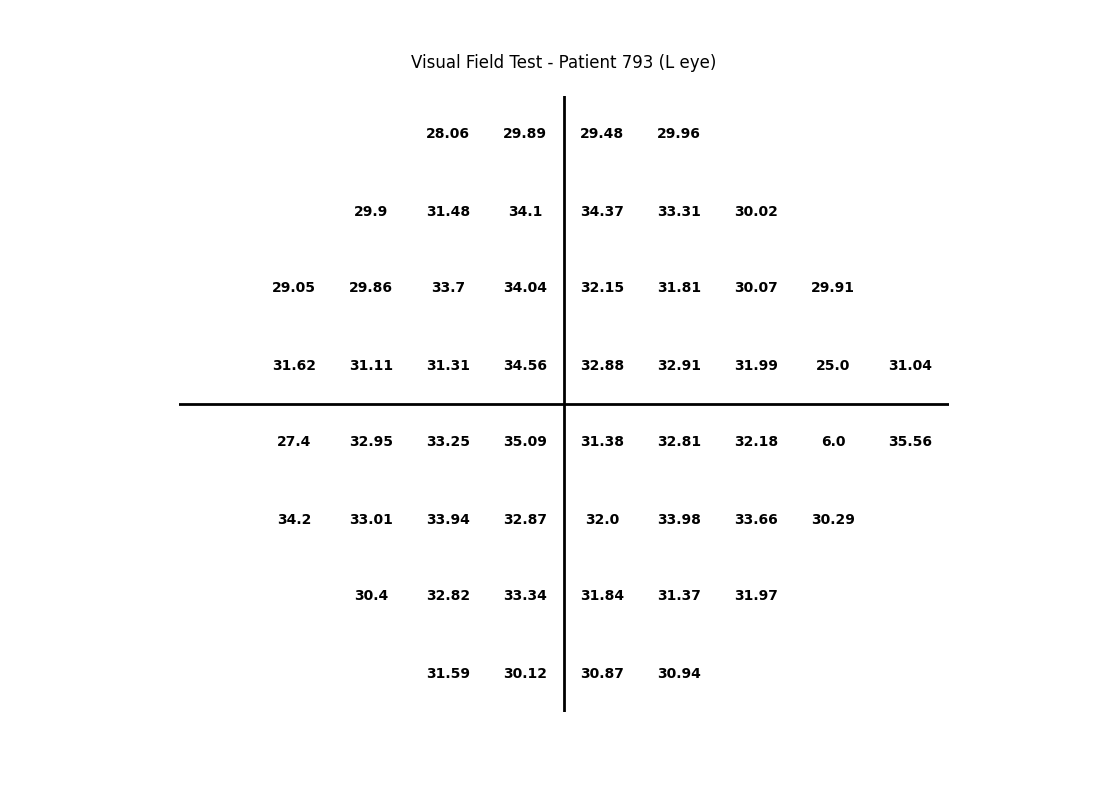 Visual Field Test - Patient 793 (L eye)
28.06 29.89 29.48 29.96
29.9 31.48 34.1 34.37 33.31 30.02
29.05 29.86 33.7 34.04 32.15 31.81 30.07 29.91
31.62 31.11 31.31 34.56 32.88 32.91 31.99 25.0 31.04
27.4 32.95 33.25 35.09 31.38 32.81 32.18 6.0 35.56
34.2 33.01 33.94 32.87 32.0 33.98 33.66 30.29
30.4 32.82 33.34 31.84 31.37 31.97
31.59 30.12 30.87 30.94